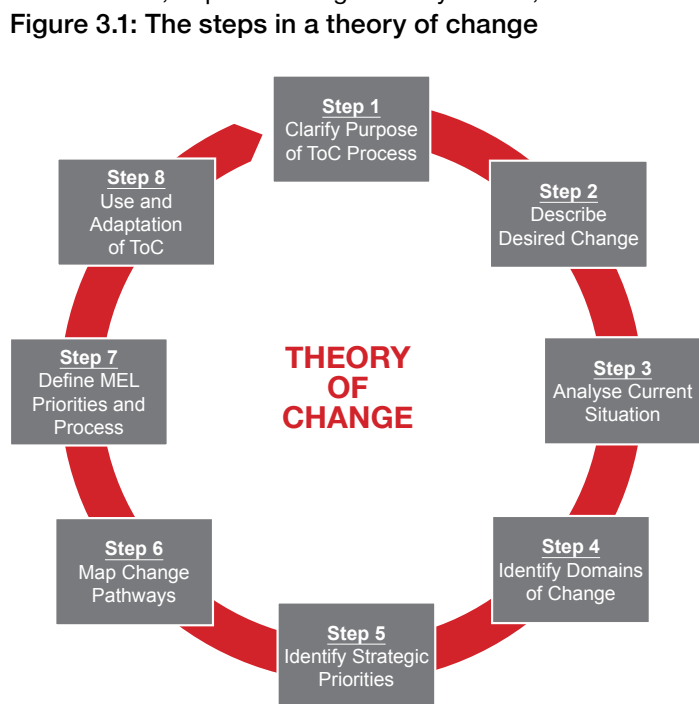 Figure 3.1: The steps in a theory of change
Step 1
Clarify Purpose
of ToC Process
Step 2
Describe
Desired Change
Step 3
Analyse Current
Situation
Step 4
Identify Domains
of Change
Step 5
Identify Strategic
Priorities
Step 6
Map Change
Pathways
Step 7
Define MEL
Priorities and
Process
Step 8
Use and
Adaptation
of ToC
THEORY
OF
CHANGE